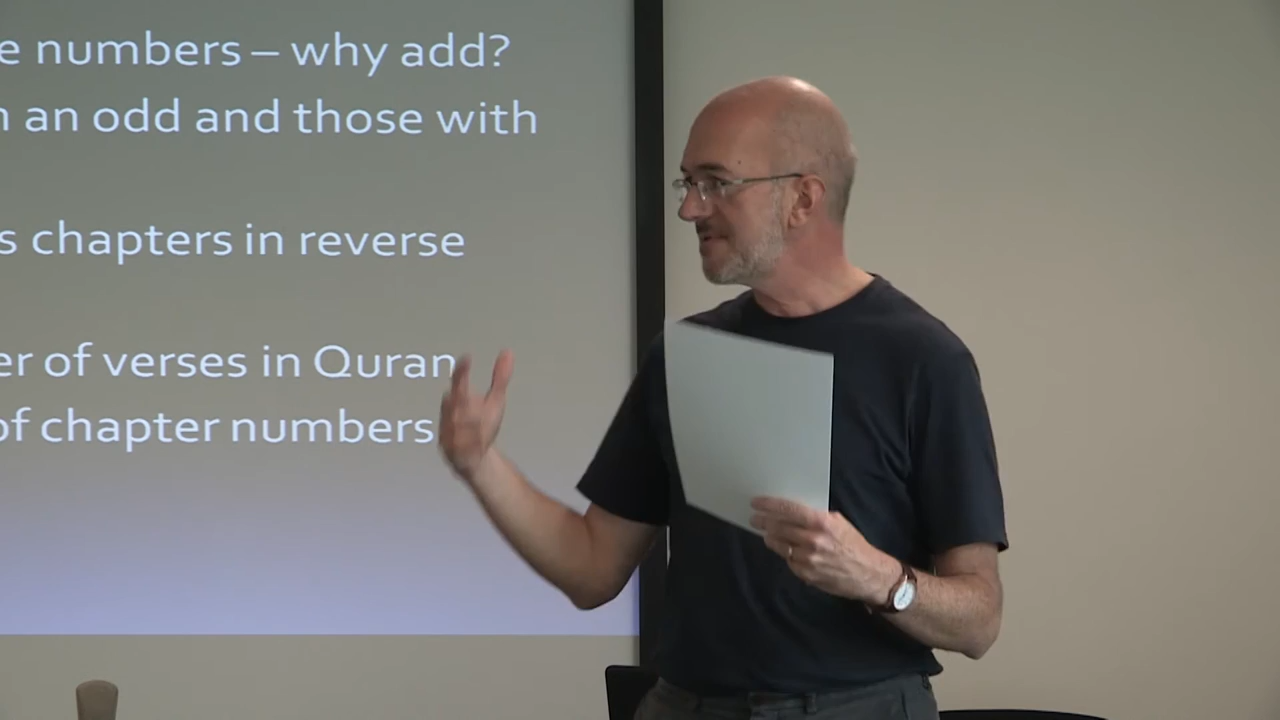 e numbers – why add?
an odd and those with
s chapters in reverse
er of verses in Quran
of chapter numbers